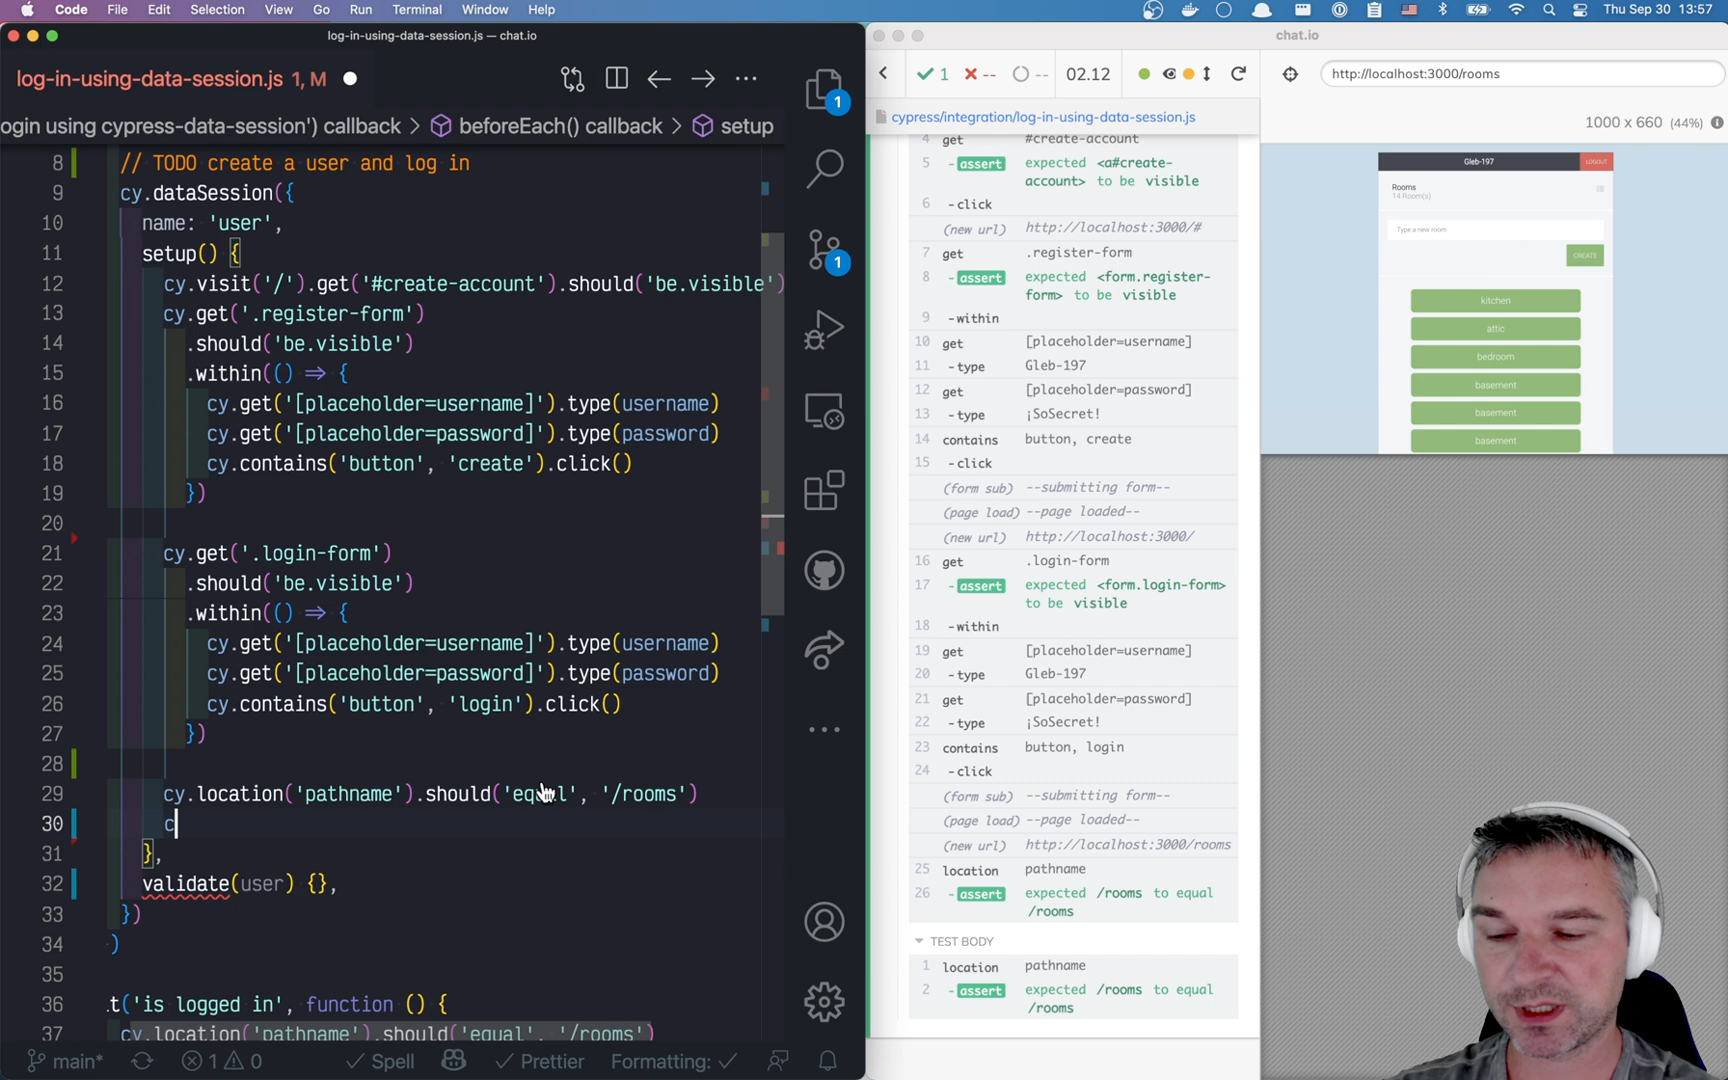 Code File Edit Selection View Go Run Terminal Window Help
Thu Sep 30 13:57
log-in-using-data-session.js — chat.io
log-in-using-data-session.js 1, M
ogin using cypress-data-session') callback > beforeEach() callback > setup
8 // TODO create a user and log in
9 cy.dataSession({
10 name: 'user',
11 setup() {
12 cy.visit('/').get('#create-account').should('be.visible')
13 cy.get('.register-form')
14 .should('be.visible')
15 .within(() ⇒ {
16 cy.get('[placeholder=username]').type(username)
17 cy.get('[placeholder=password]').type(password)
18 cy.contains('button', 'create').click()
19 })
20
21 cy.get('.login-form')
22 .should('be.visible')
23 .within(() ⇒ {
24 cy.get('[placeholder=username]').type(username)
25 cy.get('[placeholder=password]').type(password)
26 cy.contains('button', 'login').click()
27 })
28
29 cy.location('pathname').should('equal', '/rooms')
30 c
31 },
32 validate(user) {},
33 })
34 )
35
36 .t('is logged in', function () {
37 cy.location('pathname').should('equal', '/rooms')
1
1
main* 1 0 Spell Prettier Formatting: ✓
chat.io
1 -- -- 02.12
http://localhost:3000/rooms
cypress/integration/log-in-using-data-session.js
1000 x 660 (44%)
4 get #create-account
5 -assert expected <a#create-
account> to be visible
6 -click
(new url) http://localhost:3000/#
7 get .register-form
8 -assert expected <form.register-
form> to be visible
9 -within
10 get [placeholder=username]
11 -type Gleb-197
12 get [placeholder=password]
13 -type ¡SoSecret!
14 contains button, create
15 -click
(form sub) --submitting form--
(page load) --page loaded--
(new url) http://localhost:3000/
16 get .login-form
17 -assert expected <form.login-form>
to be visible
18 -within
19 get [placeholder=username]
20 -type Gleb-197
21 get [placeholder=password]
22 -type ¡SoSecret!
23 contains button, login
24 -click
(form sub) --submitting form--
(page load) --page loaded--
(new url) http://localhost:3000/rooms
25 location pathname
26 -assert expected /rooms to equal
/rooms
TEST BODY
1 location pathname
2 -assert expected /rooms to equal
/rooms
Gleb-197 LOGOUT
Rooms
14 Room(s)
Type a new room
CREATE
kitchen
attic
bedroom
basement
basement
basement